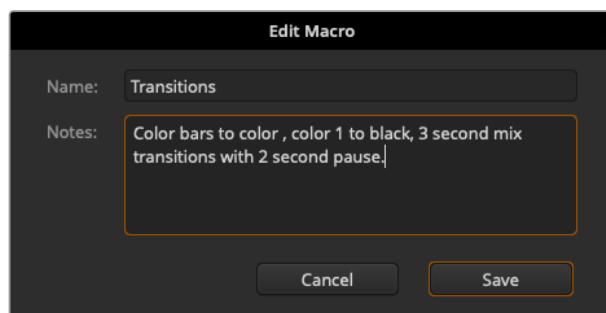 Edit Macro
Name: Transitions
Notes: Color bars to color , color 1 to black, 3 second mix
transitions with 2 second pause.
Cancel Save